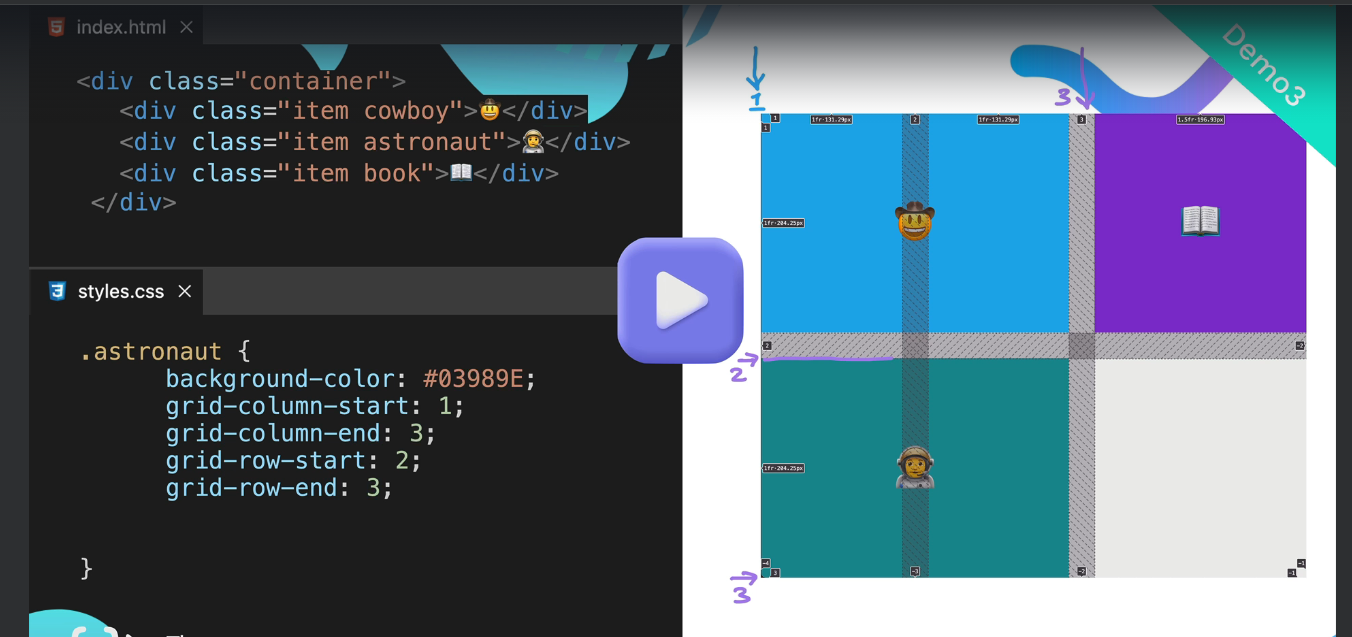 index.html
<div class="container">
<div class="item cowboy">🤠</div>
<div class="item astronaut">👩‍🚀</div>
<div class="item book">📖</div>
</div>
styles.css
.astronaut {
background-color: #03989E;
grid-column-start: 1;
grid-column-end: 3;
grid-row-start: 2;
grid-row-end: 3;
}
Demo3
1
3
1
1fr·131.29px
2
1fr·131.29px
3
1.5fr·196.93px
1
1fr·204.25px
2
-2
2
1fr·204.25px
-4
3
-3
-2
-1
-1
3